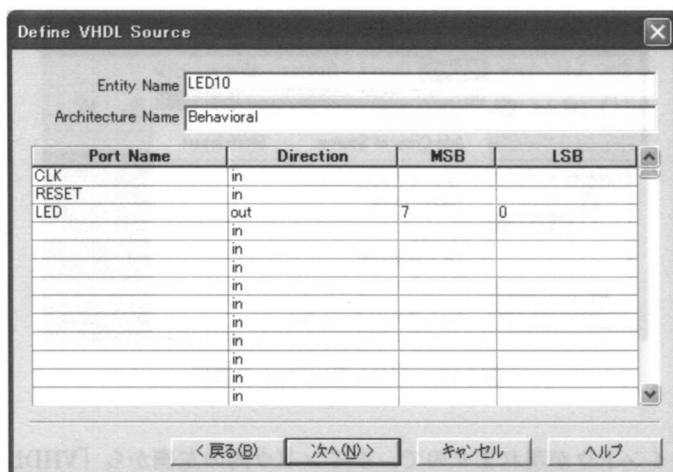 Define VHDL Source
Entity Name LED10
Architecture Name Behavioral
Port Name Direction MSB LSB
CLK in
RESET in
LED out 7 0
in
in
in
in
in
in
in
in
in
in
< 戻る(B) 次へ(N) > キャンセル ヘルプ